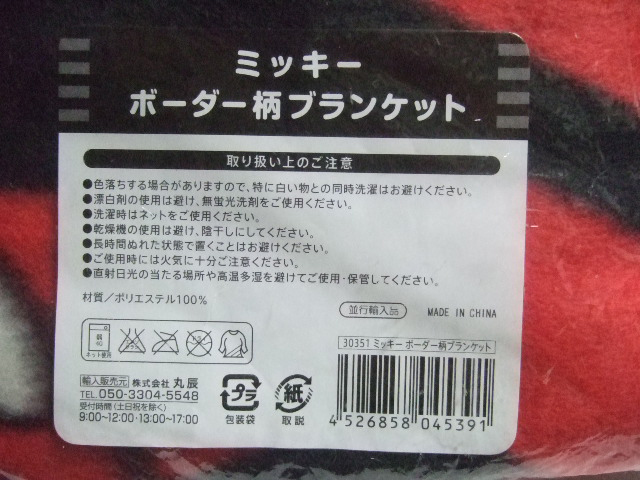 ミッキー
ボーダー柄ブランケット
取り扱い上のご注意
●色落ちする場合がありますので、特に白い物との同時洗濯はお避けください。
●漂白剤の使用は避け、無蛍光洗剤をご使用ください。
●洗濯時はネットをご使用ください。
●乾燥機の使用は避け、陰干しにしてください。
●長時間ぬれた状態で置くことはお避けください。
●ご使用時には火気に十分ご注意ください。
●直射日光の当たる場所や高温多湿を避けてご使用・保管してください。
材質／ポリエステル100%
並行輸入品 MADE IN CHINA
弱
40
ネット使用
30351 ミッキー ボーダー柄ブランケット
輸入販売元 株式会社 丸辰
TEL.050-3304-5548
受付時間(土日祝を除く)
9:00~12:00・13:00~17:00
プラ
包装袋
紙
取説
4 526858 045391